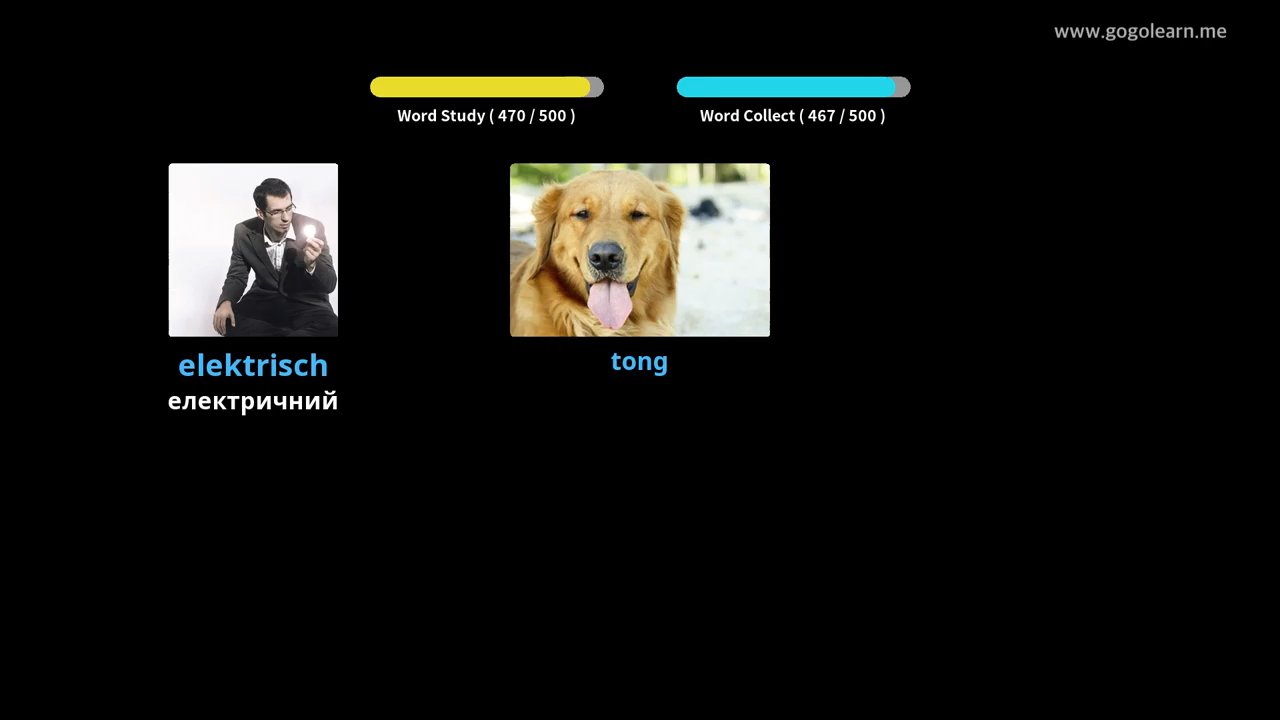 www.gogolearn.me
Word Study ( 470 / 500 )
Word Collect ( 467 / 500 )
elektrisch
електричний
tong